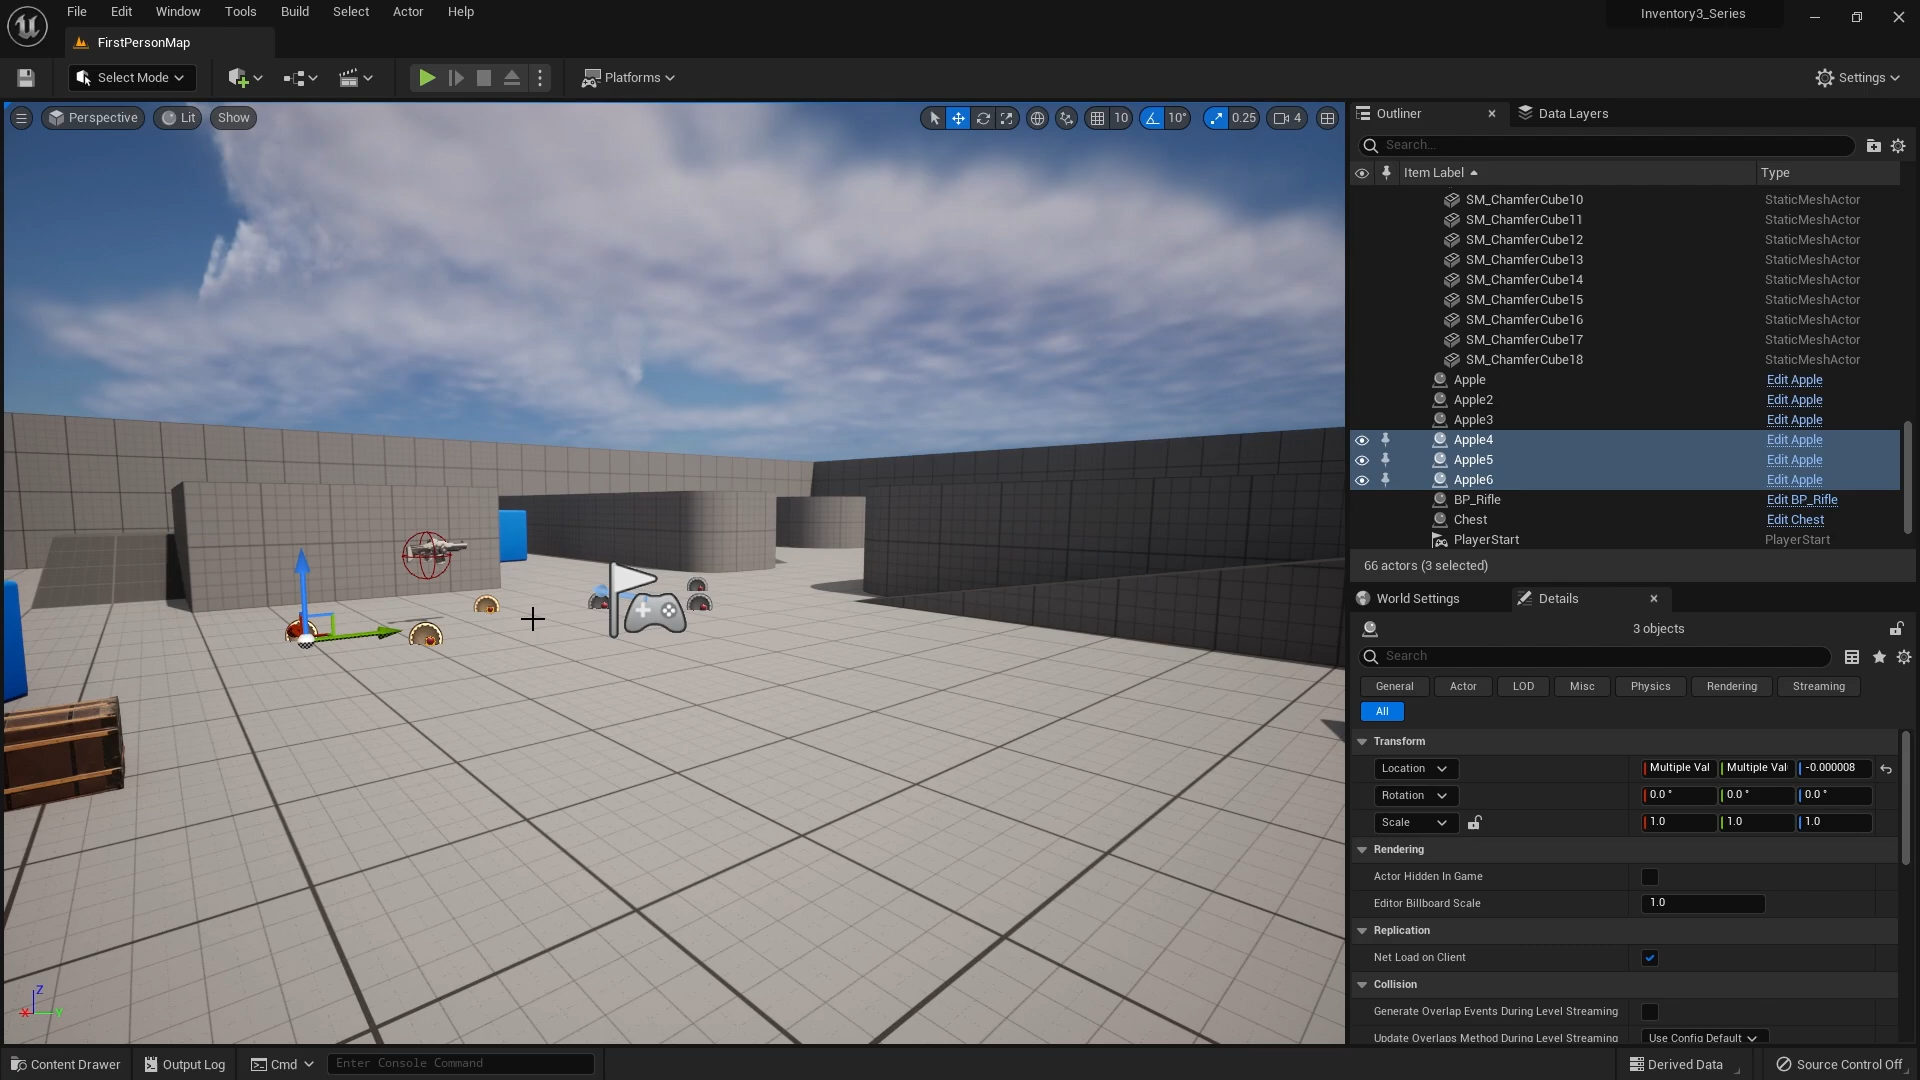 File Edit Window Tools Build Select Actor Help
Inventory3_Series
FirstPersonMap
Select Mode
Platforms
Settings
Perspective Lit Show
10 10° 0.25 4
Outliner Data Layers
Search...
Item Label Type
SM_ChamferCube10 StaticMeshActor
SM_ChamferCube11 StaticMeshActor
SM_ChamferCube12 StaticMeshActor
SM_ChamferCube13 StaticMeshActor
SM_ChamferCube14 StaticMeshActor
SM_ChamferCube15 StaticMeshActor
SM_ChamferCube16 StaticMeshActor
SM_ChamferCube17 StaticMeshActor
SM_ChamferCube18 StaticMeshActor
Apple Edit Apple
Apple2 Edit Apple
Apple3 Edit Apple
Apple4 Edit Apple
Apple5 Edit Apple
Apple6 Edit Apple
BP_Rifle Edit BP_Rifle
Chest Edit Chest
PlayerStart PlayerStart
66 actors (3 selected)
World Settings Details
3 objects
Search
General Actor LOD Misc Physics Rendering Streaming
All
Transform
Location Multiple Val Multiple Val -0.000008
Rotation 0.0 ° 0.0 ° 0.0 °
Scale 1.0 1.0 1.0
Rendering
Actor Hidden In Game
Editor Billboard Scale 1.0
Replication
Net Load on Client
Collision
Generate Overlap Events During Level Streaming
Update Overlaps Method During Level Streaming Use Config Default
Z
X Y
Content Drawer Output Log Cmd Enter Console Command Derived Data Source Control Off